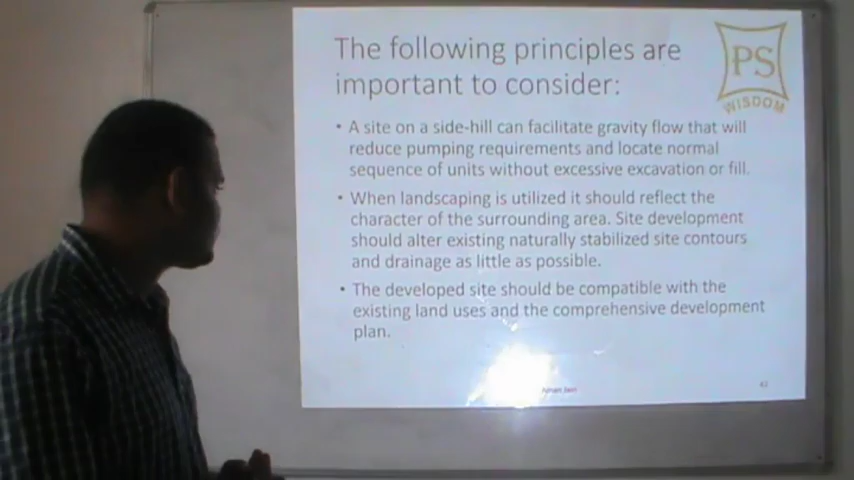 The following principles are
important to consider:
PS
WISDOM
• A site on a side-hill can facilitate gravity flow that will
reduce pumping requirements and locate normal
sequence of units without excessive excavation or fill.
• When landscaping is utilized it should reflect the
character of the surrounding area. Site development
should alter existing naturally stabilized site contours
and drainage as little as possible.
• The developed site should be compatible with the
existing land uses and the comprehensive development
plan.